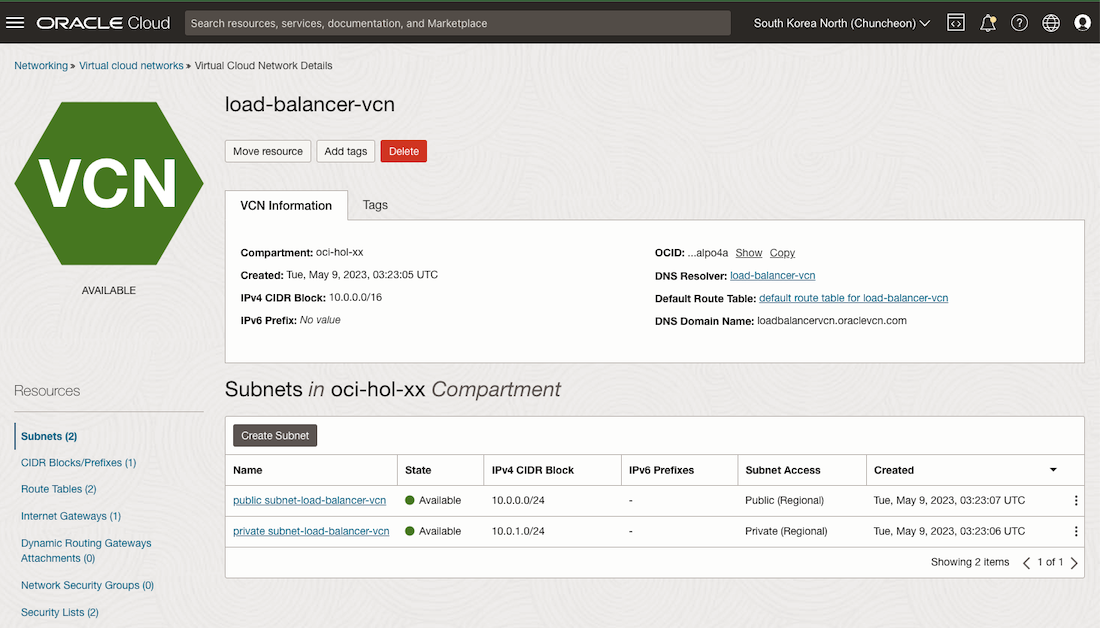 ORACLE Cloud
Search resources, services, documentation, and Marketplace
South Korea North (Chuncheon)
Networking » Virtual cloud networks » Virtual Cloud Network Details
VCN
AVAILABLE
load-balancer-vcn
Move resource
Add tags
Delete
VCN Information
Tags
Compartment: oci-hol-xx
Created: Tue, May 9, 2023, 03:23:05 UTC
IPv4 CIDR Block: 10.0.0.0/16
IPv6 Prefix: No value
OCID: ...alpo4a Show Copy
DNS Resolver: load-balancer-vcn
Default Route Table: default route table for load-balancer-vcn
DNS Domain Name: loadbalancervcn.oraclevcn.com
Resources
Subnets (2)
CIDR Blocks/Prefixes (1)
Route Tables (2)
Internet Gateways (1)
Dynamic Routing Gateways
Attachments (0)
Network Security Groups (0)
Security Lists (2)
Subnets in oci-hol-xx Compartment
Create Subnet
Name State IPv4 CIDR Block IPv6 Prefixes Subnet Access Created
public subnet-load-balancer-vcn Available 10.0.0.0/24 - Public (Regional) Tue, May 9, 2023, 03:23:07 UTC
private subnet-load-balancer-vcn Available 10.0.1.0/24 - Private (Regional) Tue, May 9, 2023, 03:23:06 UTC
Showing 2 items 1 of 1